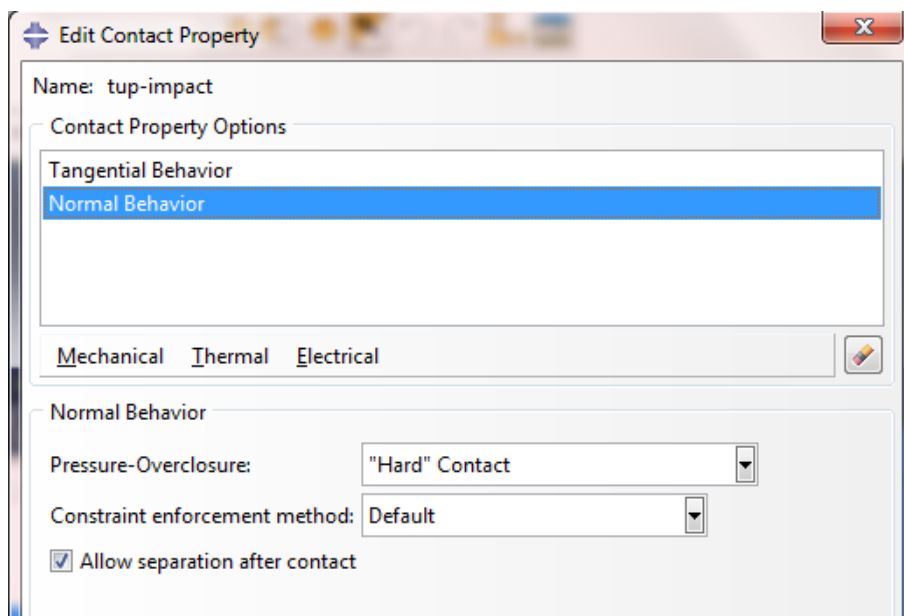 Edit Contact Property
Name: tup-impact
Contact Property Options
Tangential Behavior
Normal Behavior
Mechanical Thermal Electrical
Normal Behavior
Pressure-Overclosure: "Hard" Contact
Constraint enforcement method: Default
Allow separation after contact